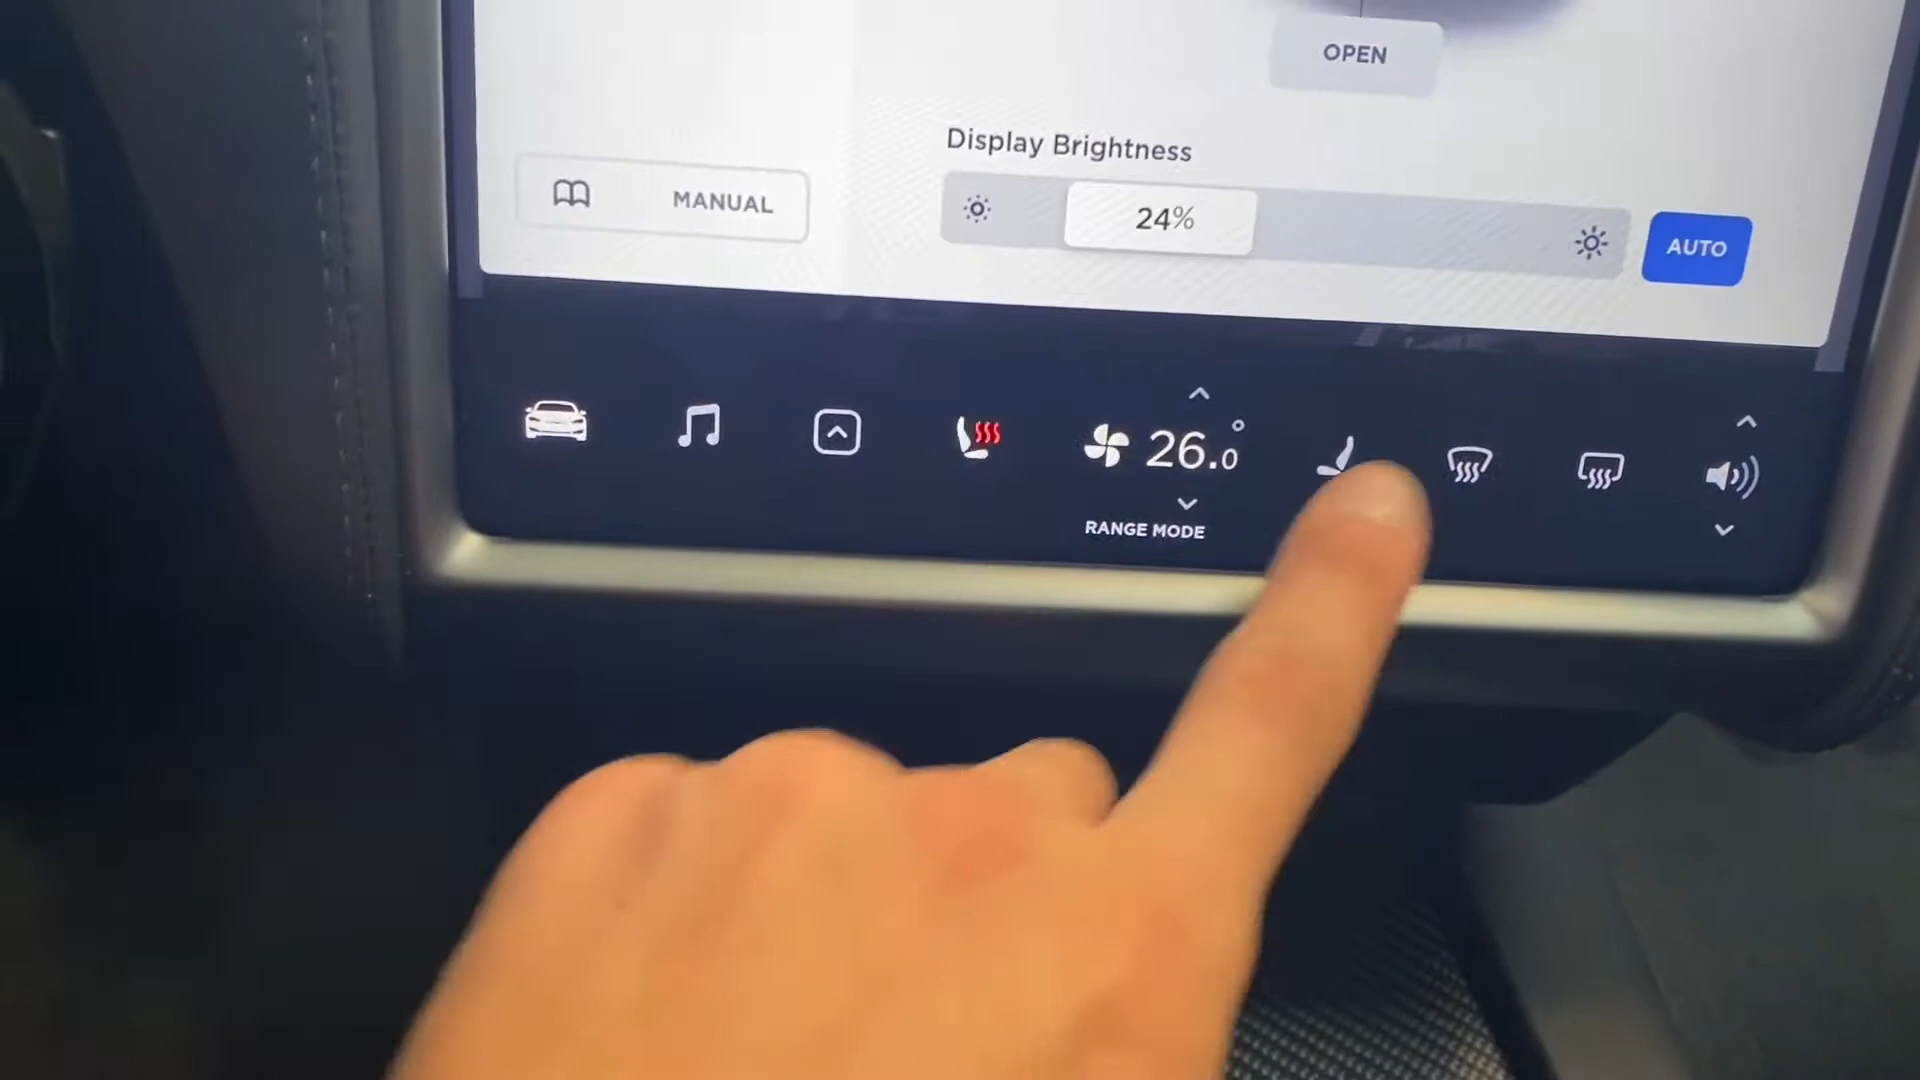 OPEN
Display Brightness
MANUAL
24%
AUTO
26.0°
RANGE MODE